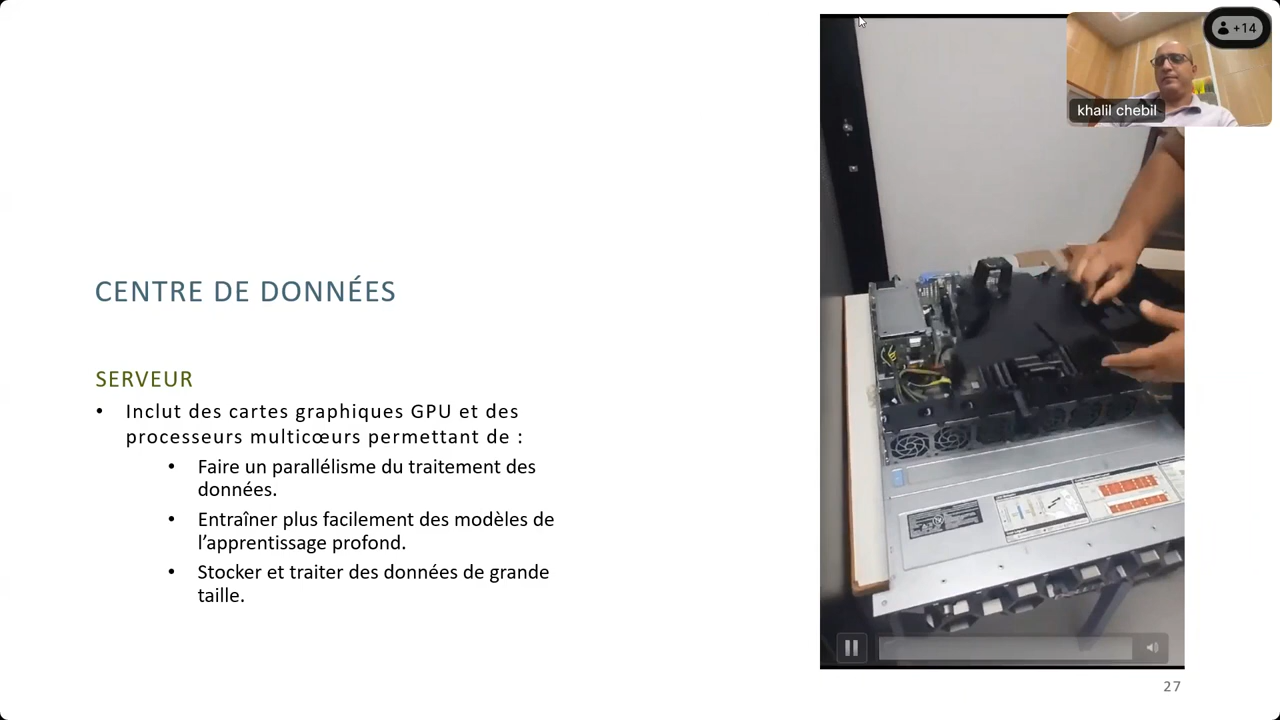 +14
khalil chebil
CENTRE DE DONNÉES
SERVEUR
• Inclut des cartes graphiques GPU et des
processeurs multicœurs permettant de :
• Faire un parallélisme du traitement des
données.
• Entraîner plus facilement des modèles de
l’apprentissage profond.
• Stocker et traiter des données de grande
taille.
27